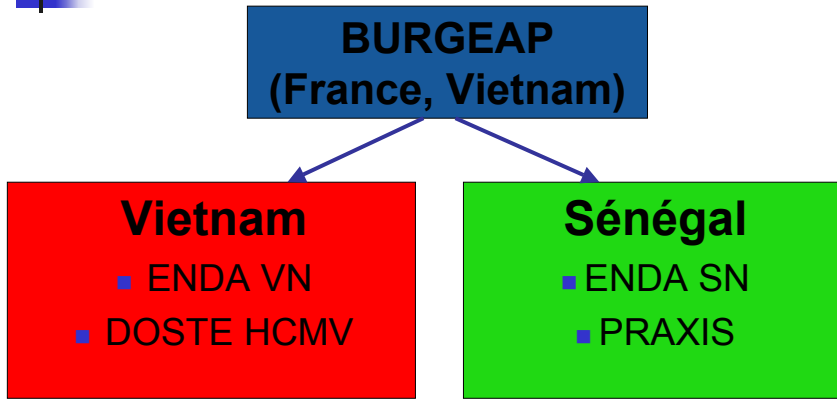 BURGEAP
(France, Vietnam)
Vietnam
ENDA VN
DOSTE HCMV
Sénégal
ENDA SN
PRAXIS